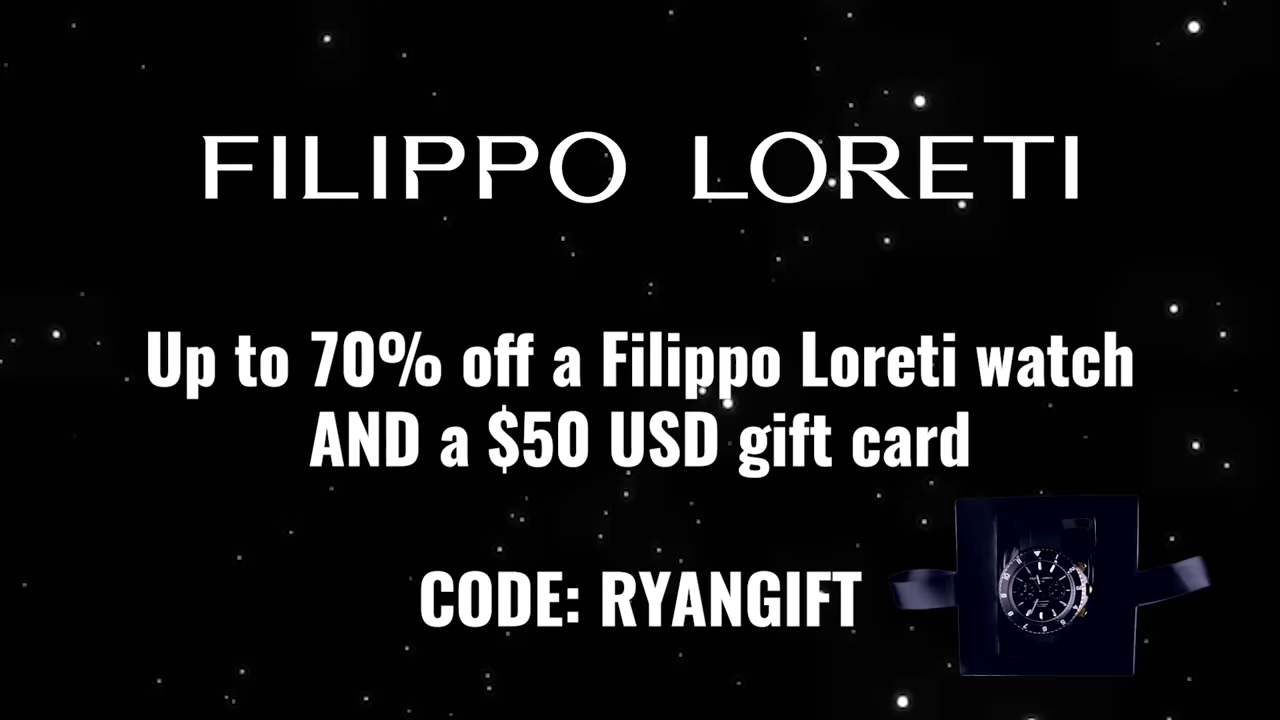 FILIPPO LORETI
Up to 70% off a Filippo Loreti watch
AND a $50 USD gift card
CODE: RYANGIFT